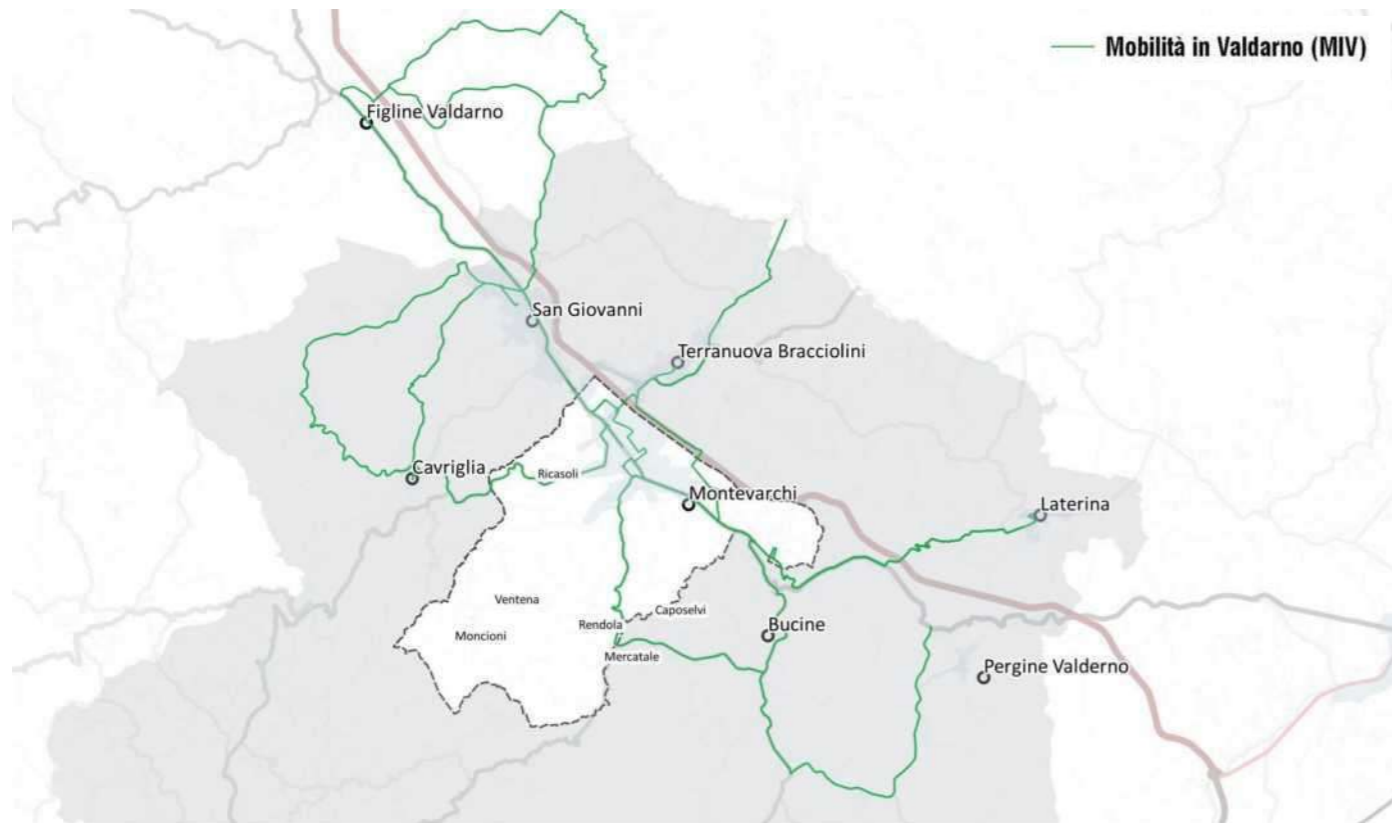 Mobilità in Valdarno (MIV)
Figline Valdarno
San Giovanni
Terranuova Bracciolini
Cavriglia
Ricasoli
Montevarchi
Laterina
Ventena
Caposelvi
Rendola
Moncioni
Bucine
Mercatale
Pergine Valderno